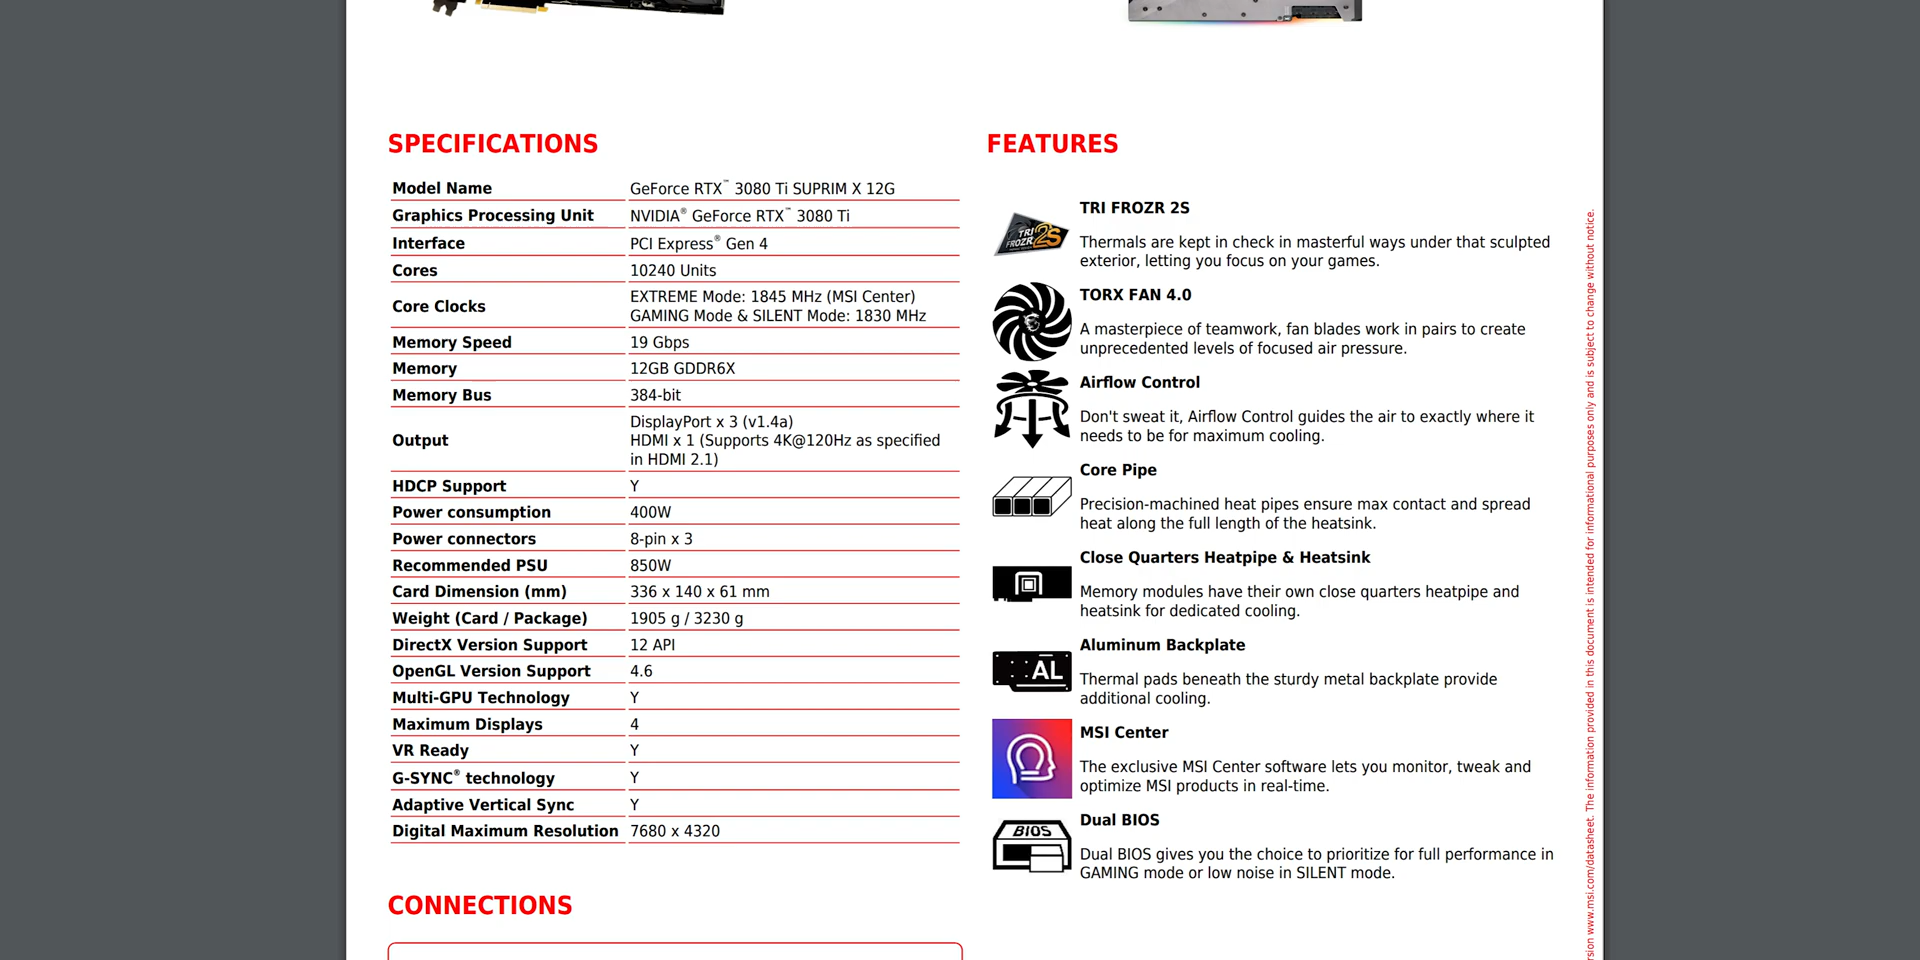 SPECIFICATIONS
Model Name GeForce RTX™ 3080 Ti SUPRIM X 12G
Graphics Processing Unit NVIDIA® GeForce RTX™ 3080 Ti
Interface PCI Express® Gen 4
Cores 10240 Units
Core Clocks EXTREME Mode: 1845 MHz (MSI Center)
GAMING Mode & SILENT Mode: 1830 MHz
Memory Speed 19 Gbps
Memory 12GB GDDR6X
Memory Bus 384-bit
Output DisplayPort x 3 (v1.4a)
HDMI x 1 (Supports 4K@120Hz as specified
in HDMI 2.1)
HDCP Support Y
Power consumption 400W
Power connectors 8-pin x 3
Recommended PSU 850W
Card Dimension (mm) 336 x 140 x 61 mm
Weight (Card / Package) 1905 g / 3230 g
DirectX Version Support 12 API
OpenGL Version Support 4.6
Multi-GPU Technology Y
Maximum Displays 4
VR Ready Y
G-SYNC® technology Y
Adaptive Vertical Sync Y
Digital Maximum Resolution 7680 x 4320
CONNECTIONS
FEATURES
TRI FROZR 2S
TRI
FROZR 2S
Thermals are kept in check in masterful ways under that sculpted
exterior, letting you focus on your games.
TORX FAN 4.0
A masterpiece of teamwork, fan blades work in pairs to create
unprecedented levels of focused air pressure.
Airflow Control
Don't sweat it, Airflow Control guides the air to exactly where it
needs to be for maximum cooling.
Core Pipe
Precision-machined heat pipes ensure max contact and spread
heat along the full length of the heatsink.
Close Quarters Heatpipe & Heatsink
Memory modules have their own close quarters heatpipe and
heatsink for dedicated cooling.
Aluminum Backplate
AL
Thermal pads beneath the sturdy metal backplate provide
additional cooling.
MSI Center
The exclusive MSI Center software lets you monitor, tweak and
optimize MSI products in real-time.
Dual BIOS
BIOS
Dual BIOS gives you the choice to prioritize for full performance in
GAMING mode or low noise in SILENT mode.
rsion www.msi.com/datasheet. The information provided in this document is intended for informational purposes only and is subject to change without notice.